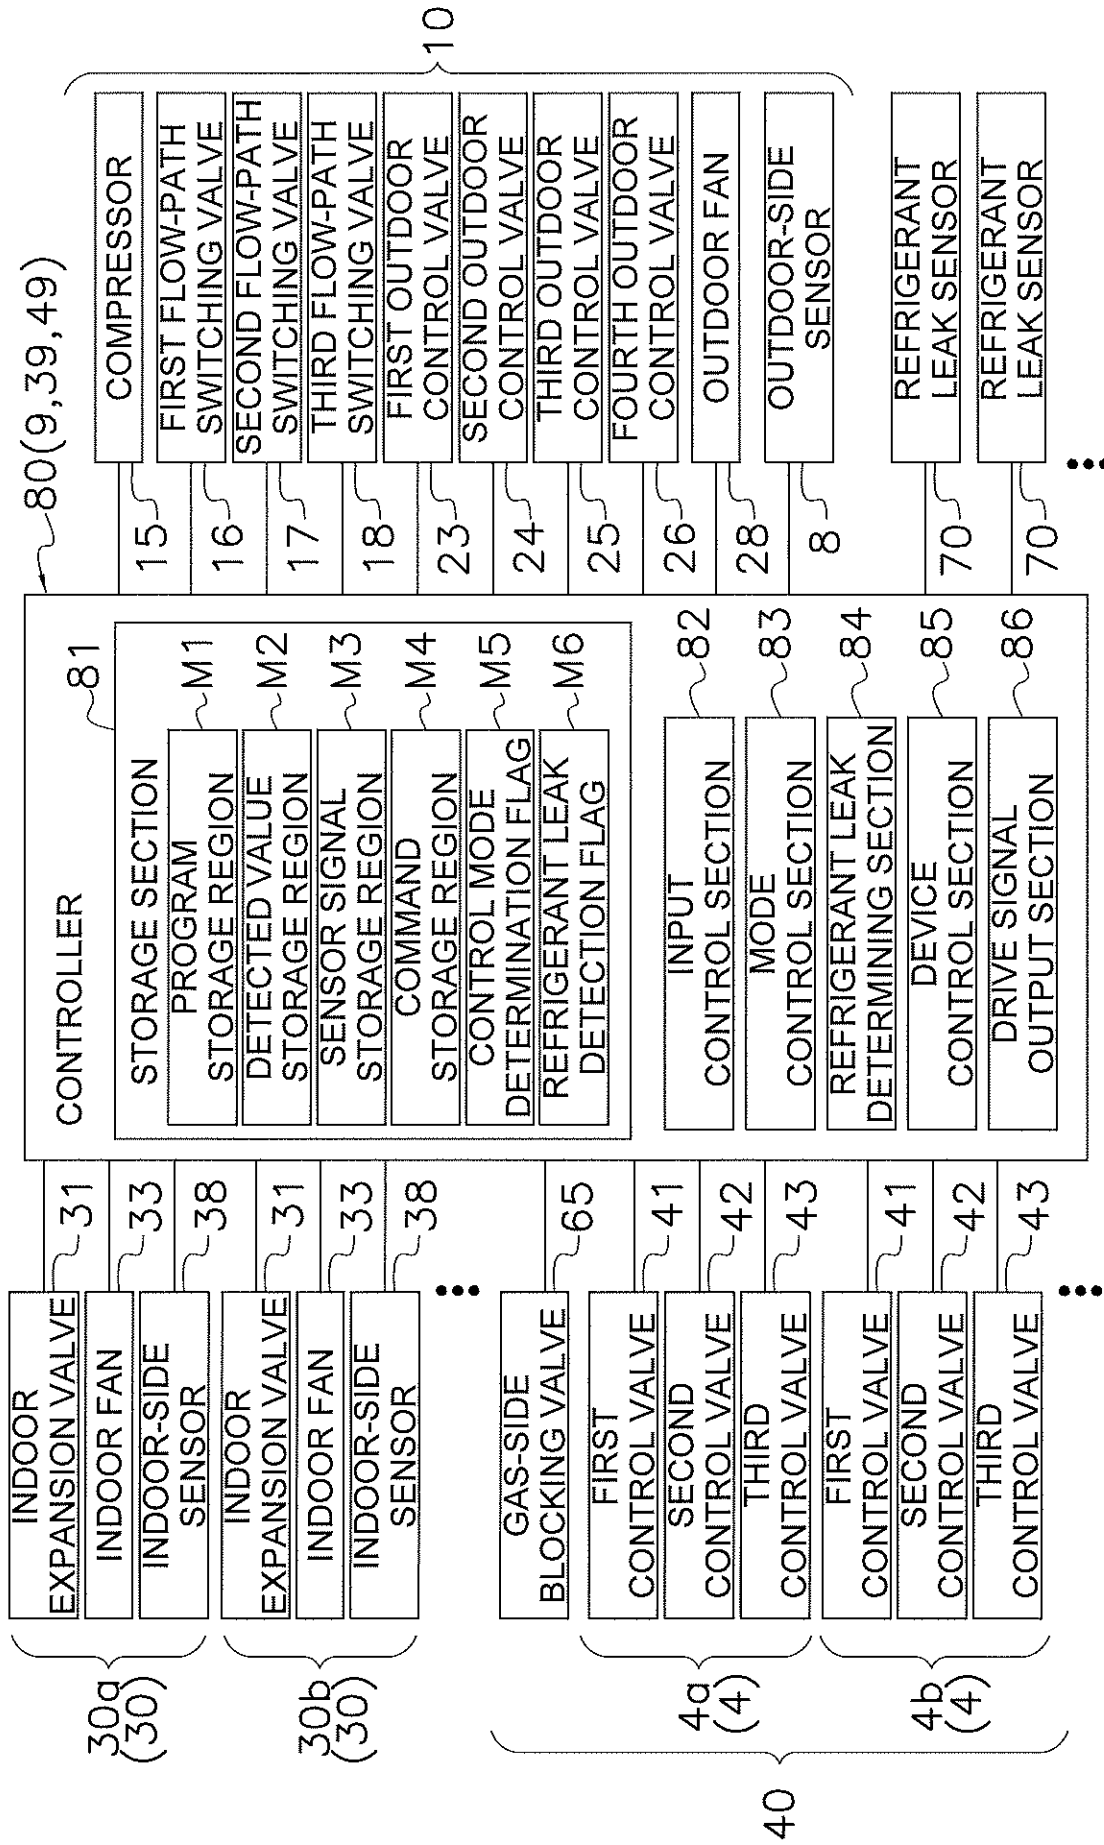 80(9,39,49)
30a
(30)
INDOOR
EXPANSION VALVE
31
INDOOR FAN
33
INDOOR-SIDE
SENSOR
38
30b
(30)
INDOOR
EXPANSION VALVE
31
INDOOR FAN
33
INDOOR-SIDE
SENSOR
38
40
GAS-SIDE
BLOCKING VALVE
65
4a
(4)
FIRST
CONTROL VALVE
41
SECOND
CONTROL VALVE
42
THIRD
CONTROL VALVE
43
4b
(4)
FIRST
CONTROL VALVE
41
SECOND
CONTROL VALVE
42
THIRD
CONTROL VALVE
43
CONTROLLER
81
STORAGE SECTION
PROGRAM
STORAGE REGION
M1
DETECTED VALUE
STORAGE REGION
M2
SENSOR SIGNAL
STORAGE REGION
M3
COMMAND
STORAGE REGION
M4
CONTROL MODE
DETERMINATION FLAG
M5
REFRIGERANT LEAK
DETECTION FLAG
M6
INPUT
CONTROL SECTION
82
MODE
CONTROL SECTION
83
REFRIGERANT LEAK
DETERMINING SECTION
84
DEVICE
CONTROL SECTION
85
DRIVE SIGNAL
OUTPUT SECTION
86
10
15
COMPRESSOR
16
FIRST FLOW-PATH
SWITCHING VALVE
17
SECOND FLOW-PATH
SWITCHING VALVE
18
THIRD FLOW-PATH
SWITCHING VALVE
23
FIRST OUTDOOR
CONTROL VALVE
24
SECOND OUTDOOR
CONTROL VALVE
25
THIRD OUTDOOR
CONTROL VALVE
26
FOURTH OUTDOOR
CONTROL VALVE
28
OUTDOOR FAN
8
OUTDOOR-SIDE
SENSOR
70
REFRIGERANT
LEAK SENSOR
70
REFRIGERANT
LEAK SENSOR